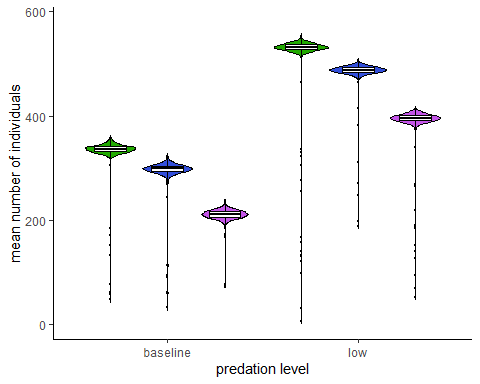 600
400
200
0
mean number of individuals
baseline
low
predation level